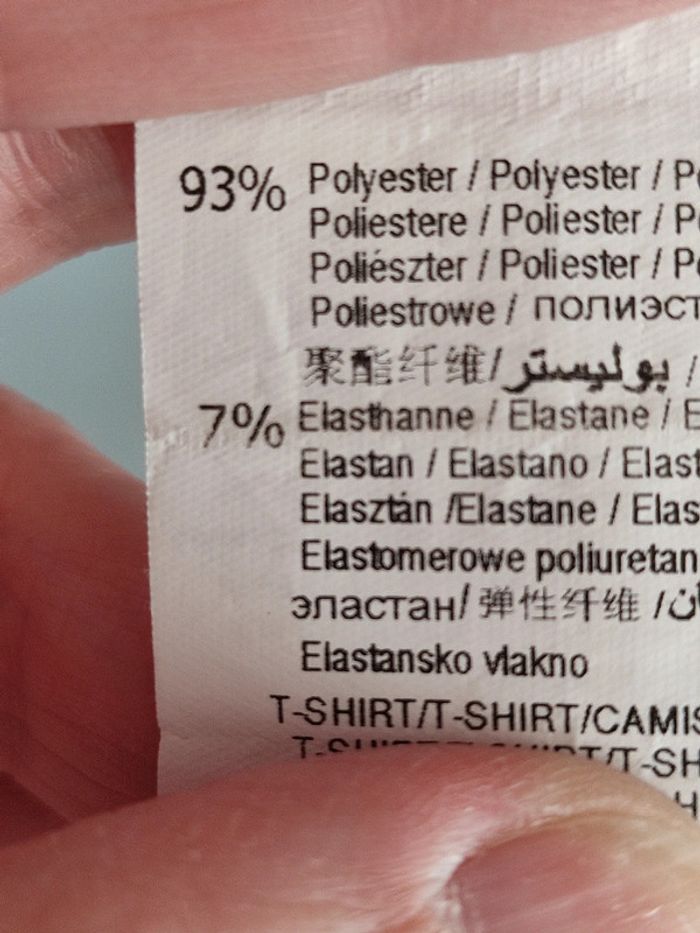 93% Polyester / Polyester /
Poliestere / Poliester /
Poliészter / Poliester /
Poliestrowe /
聚酯纤维/بوليستر /
7% Elasthanne / Elastane /
Elastan / Elastano /
Elasztán /Elastane /
Elastomerowe poliuretan
эластан/ 弹性纤维 /
Elastansko vlakno
T-SHIRT/T-SHIRT/